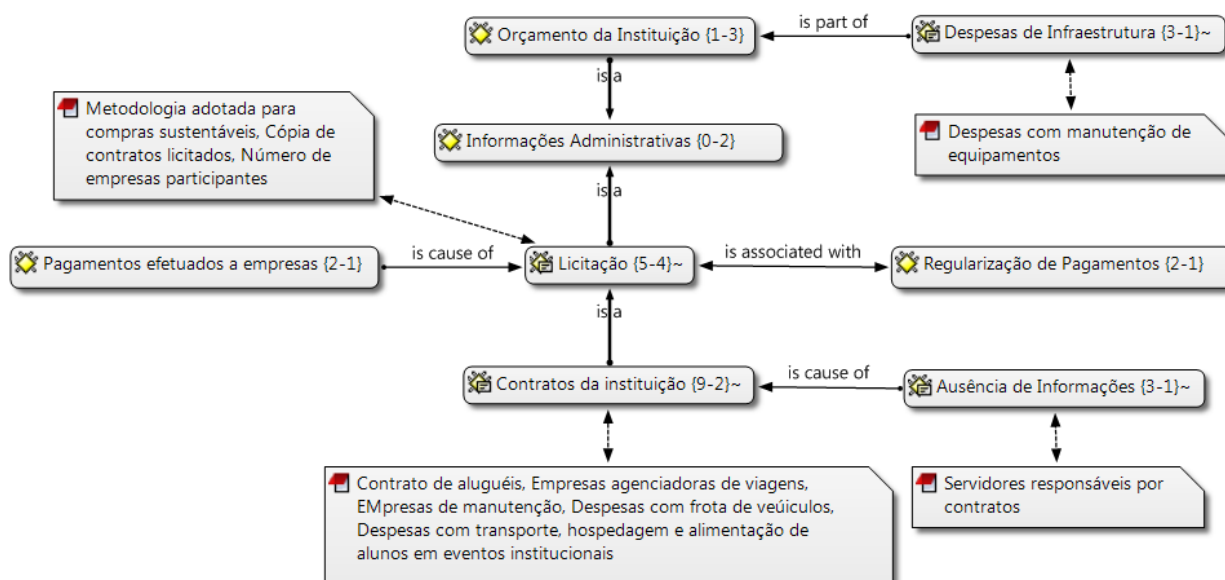 Orçamento da Instituição {1-3}
is part of
Despesas de Infraestrutura {3-1}~
is a
Metodologia adotada para
compras sustentáveis, Cópia de
contratos licitados, Número de
empresas participantes
Informações Administrativas {0-2}
Despesas com manutenção de
equipamentos
is a
Pagamentos efetuados a empresas {2-1}
is cause of
Licitação {5-4}~
is associated with
Regularização de Pagamentos {2-1}
is a
Contratos da instituição {9-2}~
is cause of
Ausência de Informações {3-1}~
Contrato de aluguéis, Empresas agenciadoras de viagens,
EMpresas de manutenção, Despesas com frota de veúiculos,
Despesas com transporte, hospedagem e alimentação de
alunos em eventos institucionais
Servidores responsáveis por
contratos